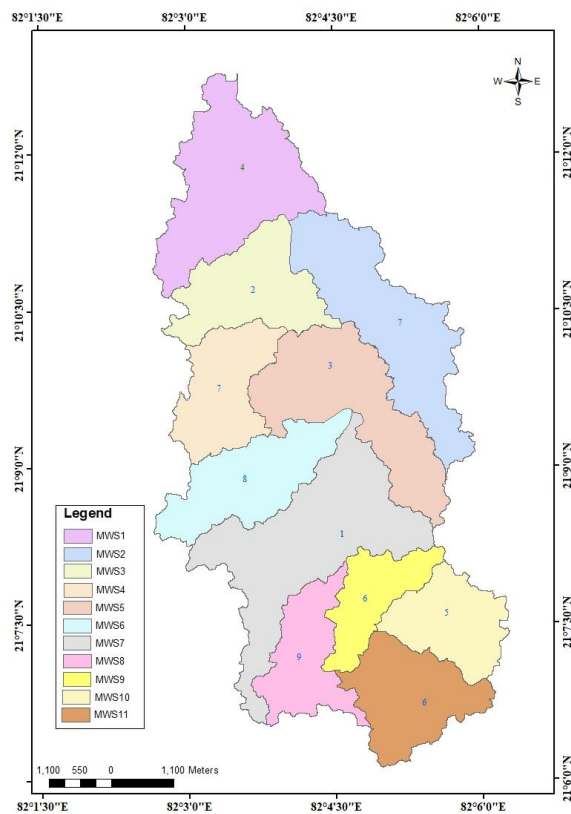 82°1'30"E 82°3'0"E 82°4'30"E 82°6'0"E
N
W E
S
21°12'0"N 21°12'0"N
4
2
21°10'30"N 21°10'30"N
7
3
7
21°9'0"N 21°9'0"N
8
Legend
MWS1
MWS2
MWS3
MWS4
MWS5
MWS6
MWS7
MWS8
MWS9
MWS10
MWS11
1
6
5
21°7'30"N 21°7'30"N
9
6
1,100 550 0 1,100 Meters
21°6'0"N
82°1'30"E 82°3'0"E 82°4'30"E 82°6'0"E